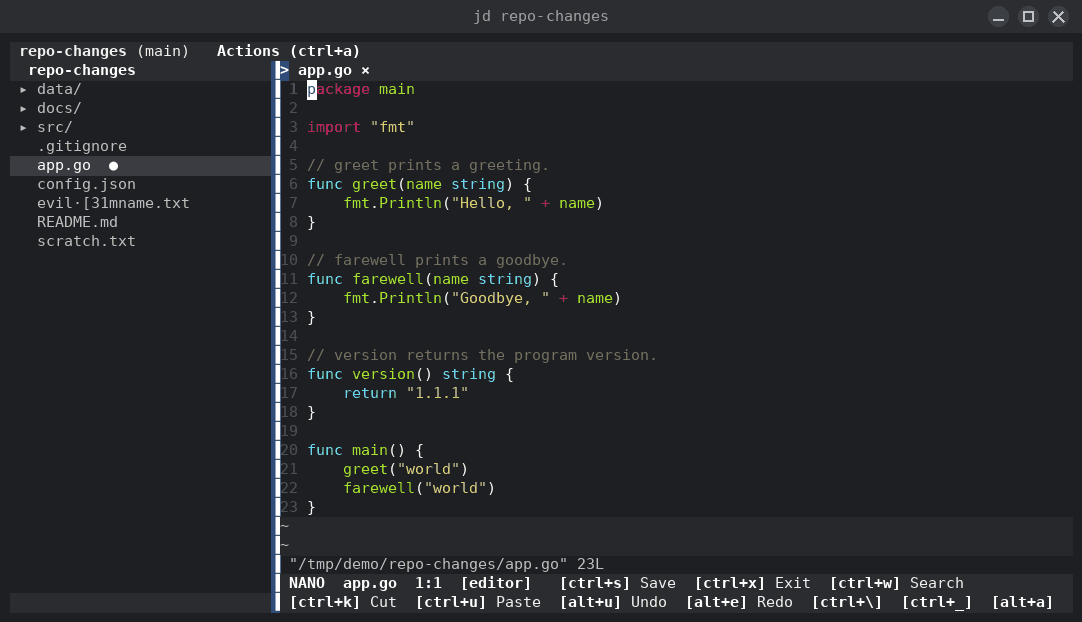 jd repo-changes
repo-changes (main)   Actions (ctrl+a)
repo-changes
▸ data/
▸ docs/
▸ src/
.gitignore
app.go ●
config.json
evil·[31mname.txt
README.md
scratch.txt
> app.go ×
1 package main
2
3 import "fmt"
4
5 // greet prints a greeting.
6 func greet(name string) {
7     fmt.Println("Hello, " + name)
8 }
9
10 // farewell prints a goodbye.
11 func farewell(name string) {
12     fmt.Println("Goodbye, " + name)
13 }
14
15 // version returns the program version.
16 func version() string {
17     return "1.1.1"
18 }
19
20 func main() {
21     greet("world")
22     farewell("world")
23 }
~
~
"/tmp/demo/repo-changes/app.go" 23L
NANO  app.go  1:1  [editor]   [ctrl+s] Save  [ctrl+x] Exit  [ctrl+w] Search
[ctrl+k] Cut  [ctrl+u] Paste  [alt+u] Undo  [alt+e] Redo  [ctrl+\]  [ctrl+_]  [alt+a]